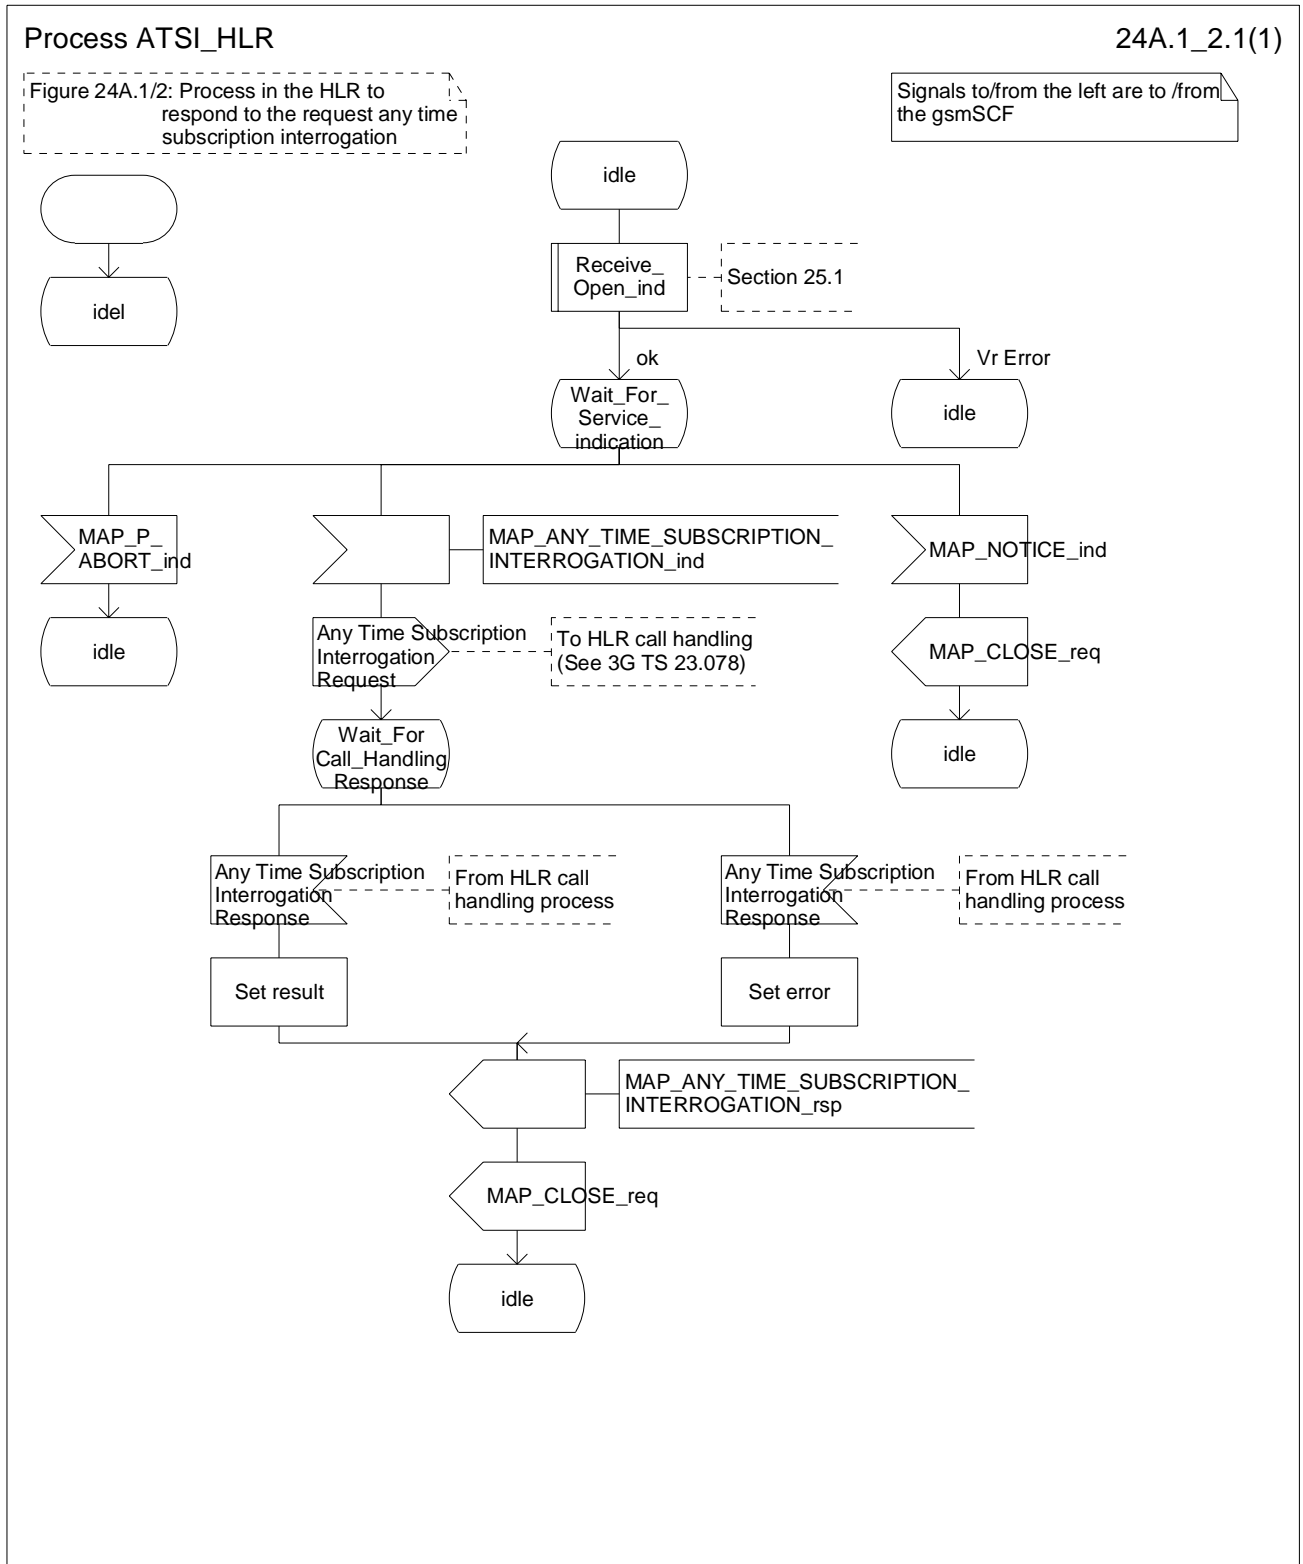 Process ATSI_HLR
24A.1_2.1(1)
Figure 24A.1/2: Process in the HLR to
respond to the request any time
subscription interrogation
Signals to/from the left are to /from
the gsmSCF
idle
idel
Receive_
Open_ind
Section 25.1
ok
Vr Error
Wait_For_
Service_
indication
idle
MAP_P_
ABORT_ind
MAP_ANY_TIME_SUBSCRIPTION_
INTERROGATION_ind
MAP_NOTICE_ind
idle
Any Time Subscription
Interrogation
Request
To HLR call handling
(See 3G TS 23.078)
MAP_CLOSE_req
Wait_For
Call_Handling
Response
idle
Any Time Subscription
Interrogation
Response
From HLR call
handling process
Any Time Subscription
Interrogation
Response
From HLR call
handling process
Set result
Set error
MAP_ANY_TIME_SUBSCRIPTION_
INTERROGATION_rsp
MAP_CLOSE_req
idle